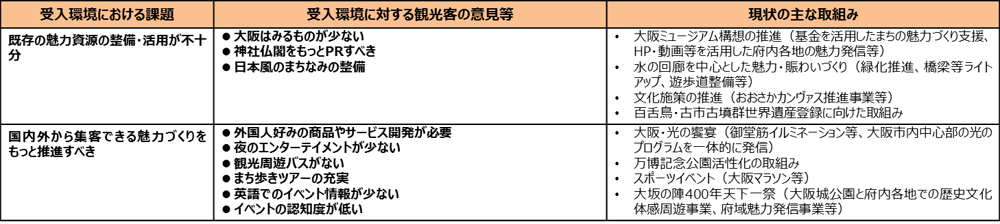 受入環境における課題
受入環境に対する観光客の意見等
現状の主な取組み
既存の魅力資源の整備・活用が不十
分
●大阪はみるものが少ない
●神社仏閣をもっとPRすべき
●日本風のまちなみの整備
• 大阪ミュージアム構想の推進（基金を活用したまちの魅力づくり支援、
HP・動画等を活用した府内各地の魅力発信等）
• 水の回廊を中心とした魅力・賑わいづくり（緑化推進、橋梁等ライト
アップ、遊歩道整備等）
• 文化施策の推進（おおさかカンヴァス推進事業等）
• 百舌鳥・古市古墳群世界遺産登録に向けた取組み
国内外から集客できる魅力づくりを
もっと推進すべき
●外国人好みの商品やサービス開発が必要
●夜のエンターテイメントが少ない
●観光周遊バスがない
●まち歩きツアーの充実
●英語でのイベント情報が少ない
●イベントの認知度が低い
• 大阪・光の饗宴（御堂筋イルミネーション等、大阪市内中心部の光の
プログラムを一体的に発信）
• 万博記念公園活性化の取組み
• スポーツイベント（大阪マラソン等）
• 大坂の陣400年天下一祭（大阪城公園と府内各地での歴史文化
体感周遊事業、府域魅力発信事業等）